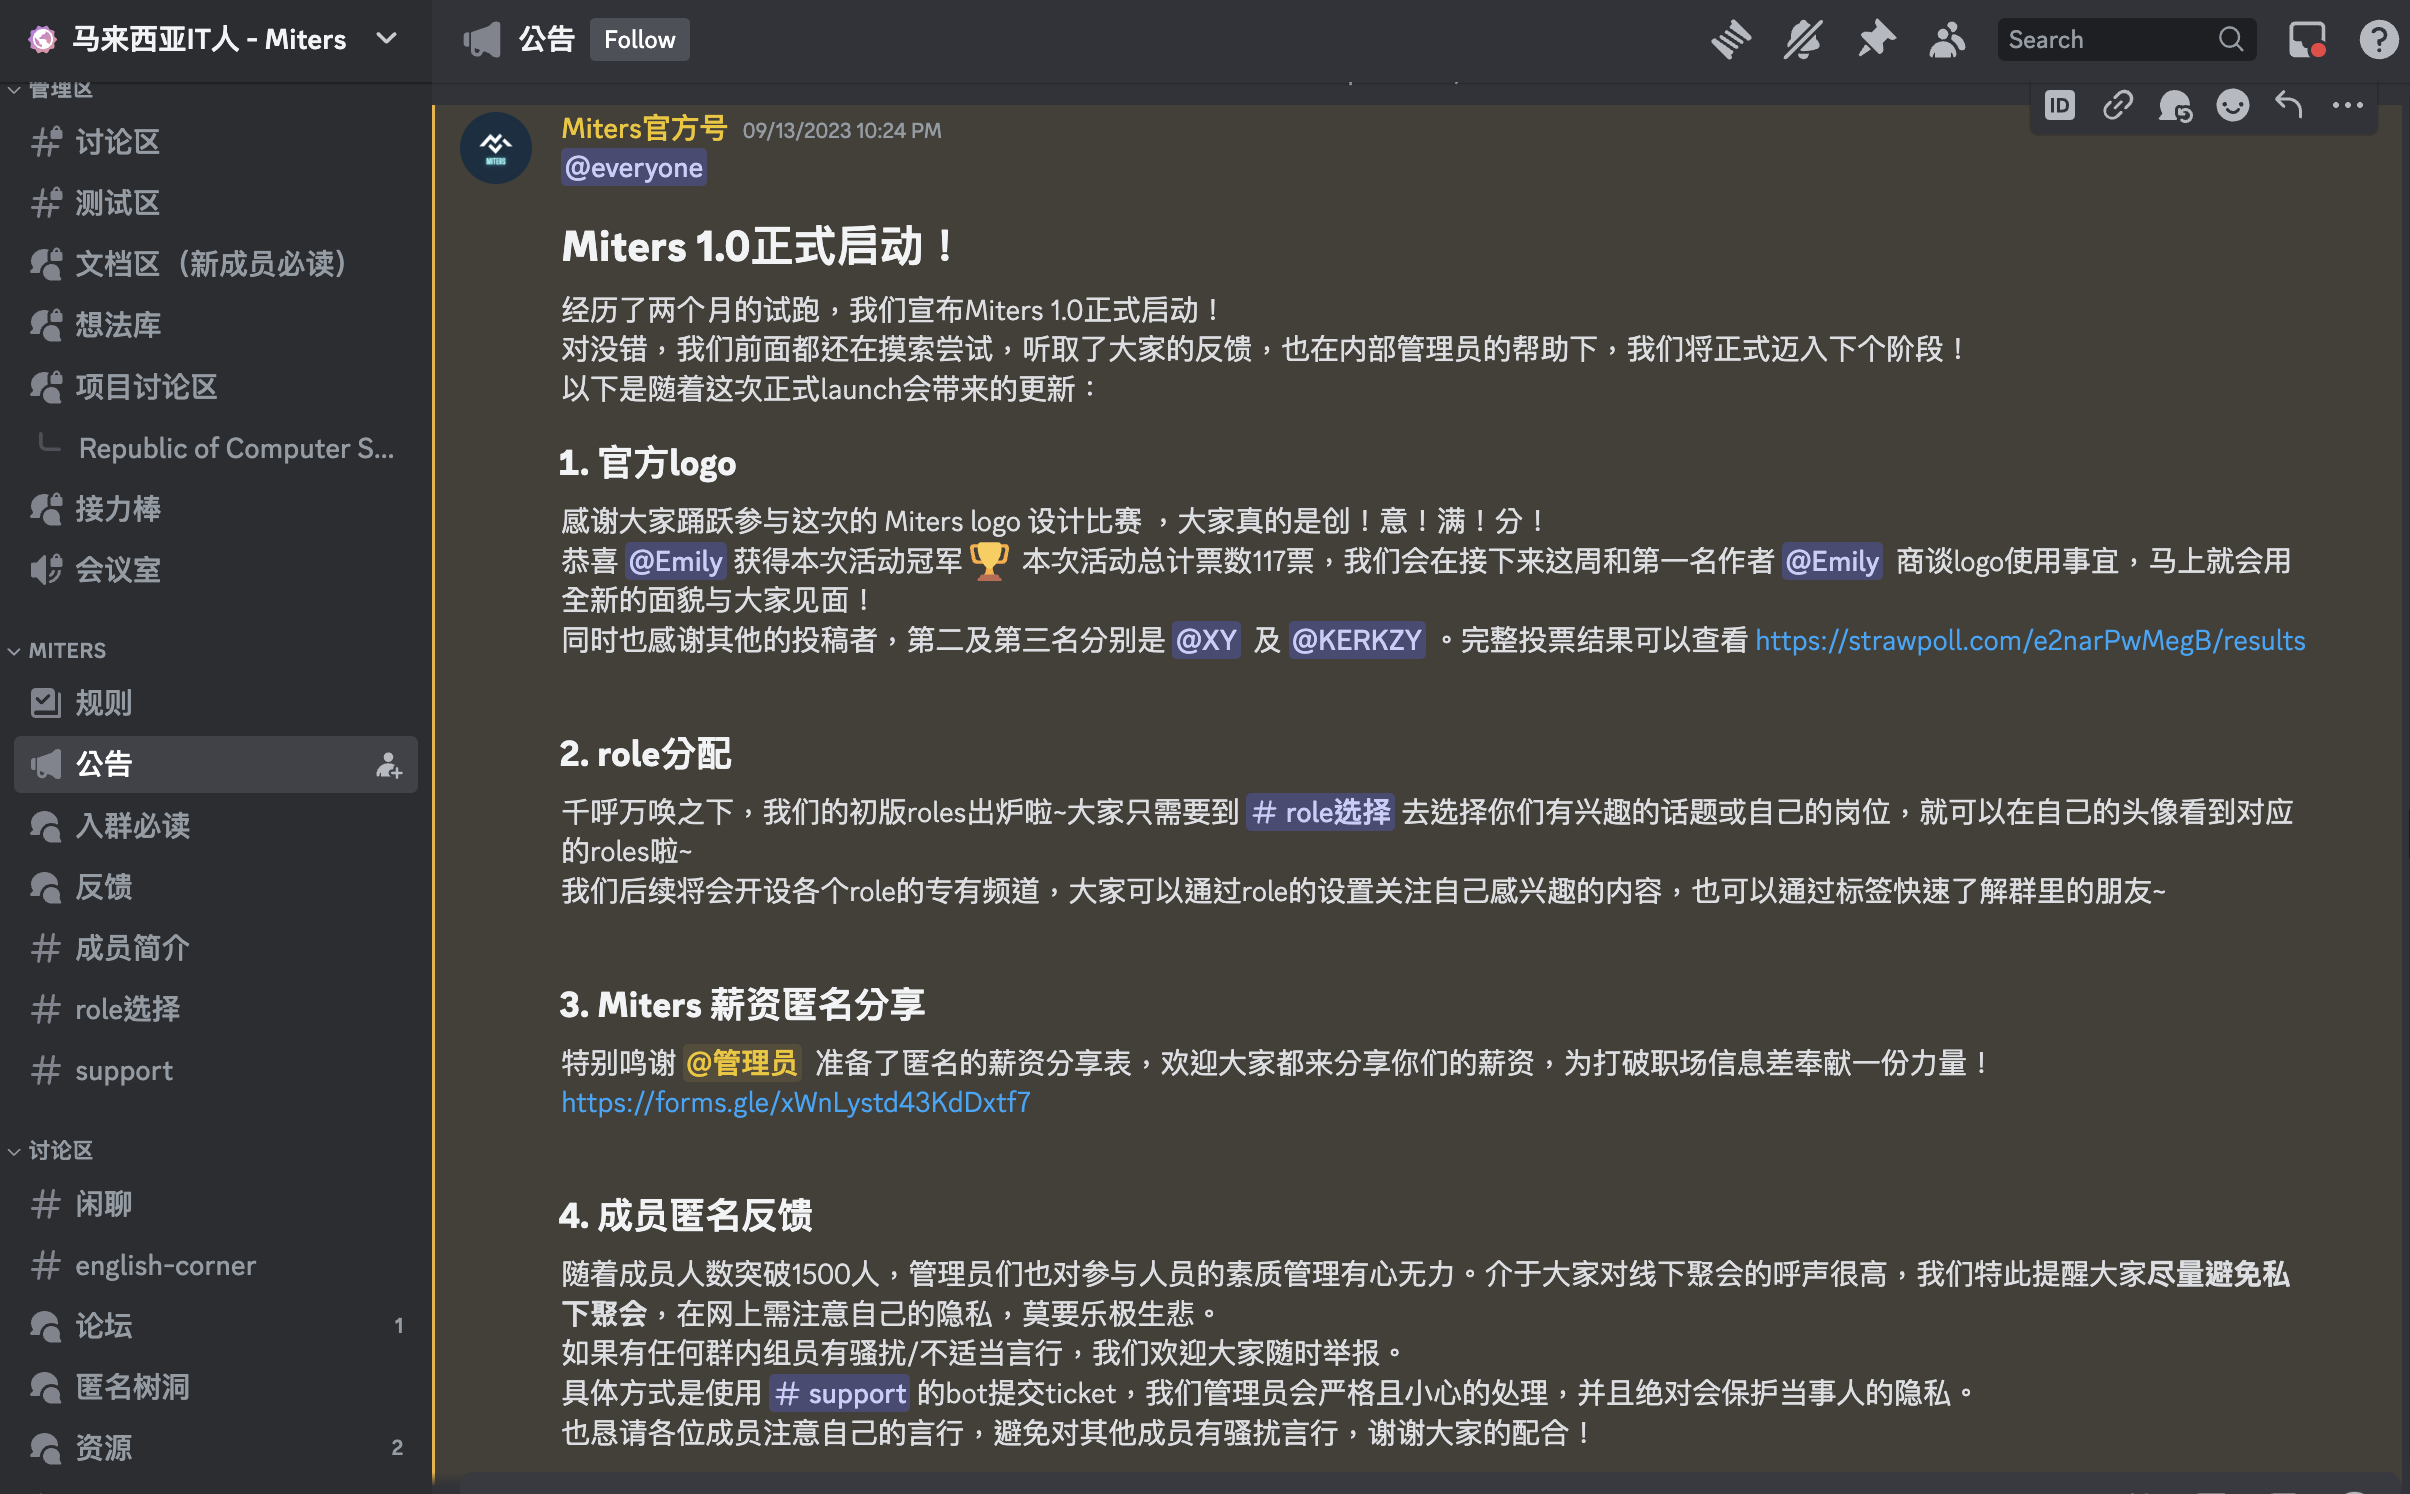 马来西亚IT人 - Miters
管理区
讨论区
测试区
文档区（新成员必读）
想法库
项目讨论区
Republic of Computer S...
接力棒
会议室
MITERS
规则
公告
入群必读
反馈
成员简介
role选择
support
讨论区
闲聊
english-corner
论坛 1
匿名树洞
资源 2
公告 Follow
Search
ID
Miters官方号 09/13/2023 10:24 PM
MITERS
@everyone
Miters 1.0正式启动！
经历了两个月的试跑，我们宣布Miters 1.0正式启动！
对没错，我们前面都还在摸索尝试，听取了大家的反馈，也在内部管理员的帮助下，我们将正式迈入下个阶段！
以下是随着这次正式launch会带来的更新：
1. 官方logo
感谢大家踊跃参与这次的 Miters logo 设计比赛 ，大家真的是创！意！满！分！
恭喜 @Emily 获得本次活动冠军🏆 本次活动总计票数117票，我们会在接下来这周和第一名作者 @Emily 商谈logo使用事宜，马上就会用
全新的面貌与大家见面！
同时也感谢其他的投稿者，第二及第三名分别是 @XY 及 @KERKZY 。完整投票结果可以查看 https://strawpoll.com/e2narPwMegB/results
2. role分配
千呼万唤之下，我们的初版roles出炉啦~大家只需要到 # role选择 去选择你们有兴趣的话题或自己的岗位，就可以在自己的头像看到对应
的roles啦~
我们后续将会开设各个role的专有频道，大家可以通过role的设置关注自己感兴趣的内容，也可以通过标签快速了解群里的朋友~
3. Miters 薪资匿名分享
特别鸣谢 @管理员 准备了匿名的薪资分享表，欢迎大家都来分享你们的薪资，为打破职场信息差奉献一份力量！
https://forms.gle/xWnLystd43KdDxtf7
4. 成员匿名反馈
随着成员人数突破1500人，管理员们也对参与人员的素质管理有心无力。介于大家对线下聚会的呼声很高，我们特此提醒大家尽量避免私
下聚会，在网上需注意自己的隐私，莫要乐极生悲。
如果有任何群内组员有骚扰/不适当言行，我们欢迎大家随时举报。
具体方式是使用 # support 的bot提交ticket，我们管理员会严格且小心的处理，并且绝对会保护当事人的隐私。
也恳请各位成员注意自己的言行，避免对其他成员有骚扰言行，谢谢大家的配合！